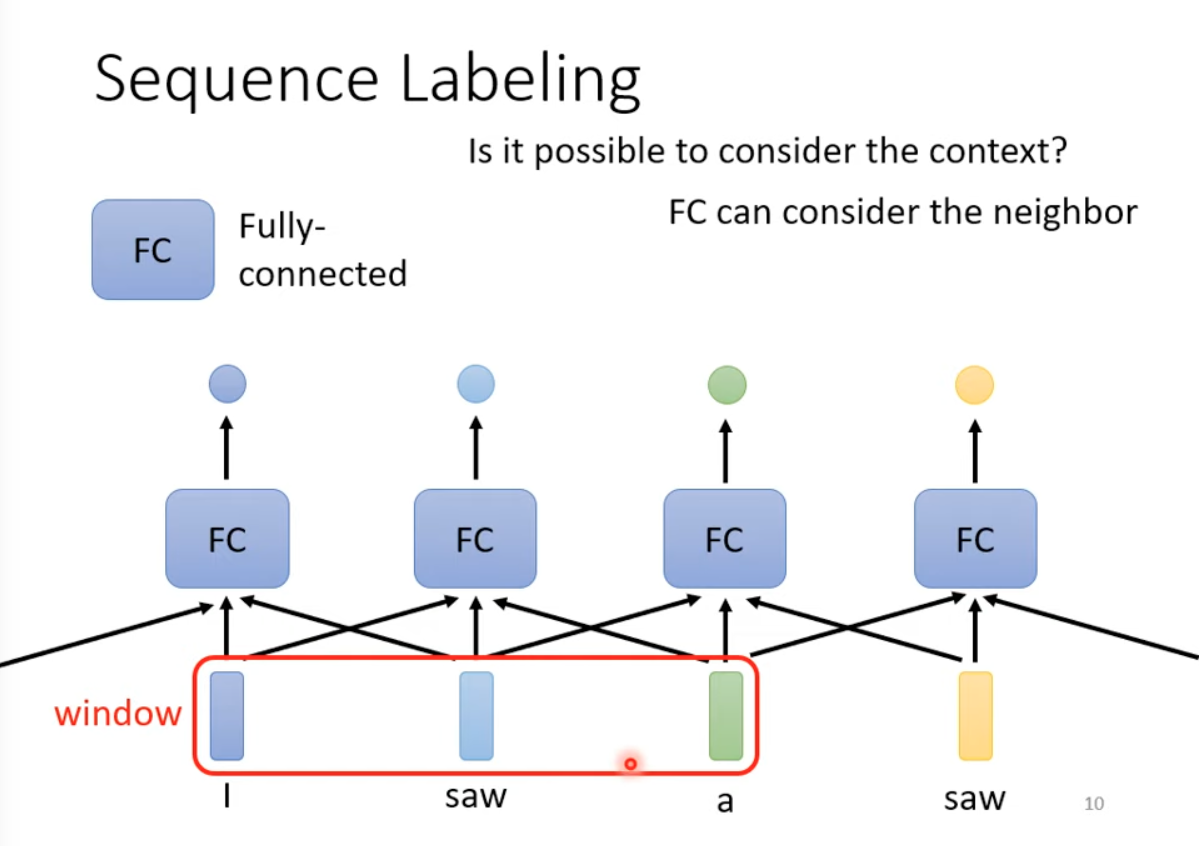 Sequence Labeling
Is it possible to consider the context?
FC can consider the neighbor
FC
Fully-
connected
FC
FC
FC
FC
window
I
saw
a
saw
10